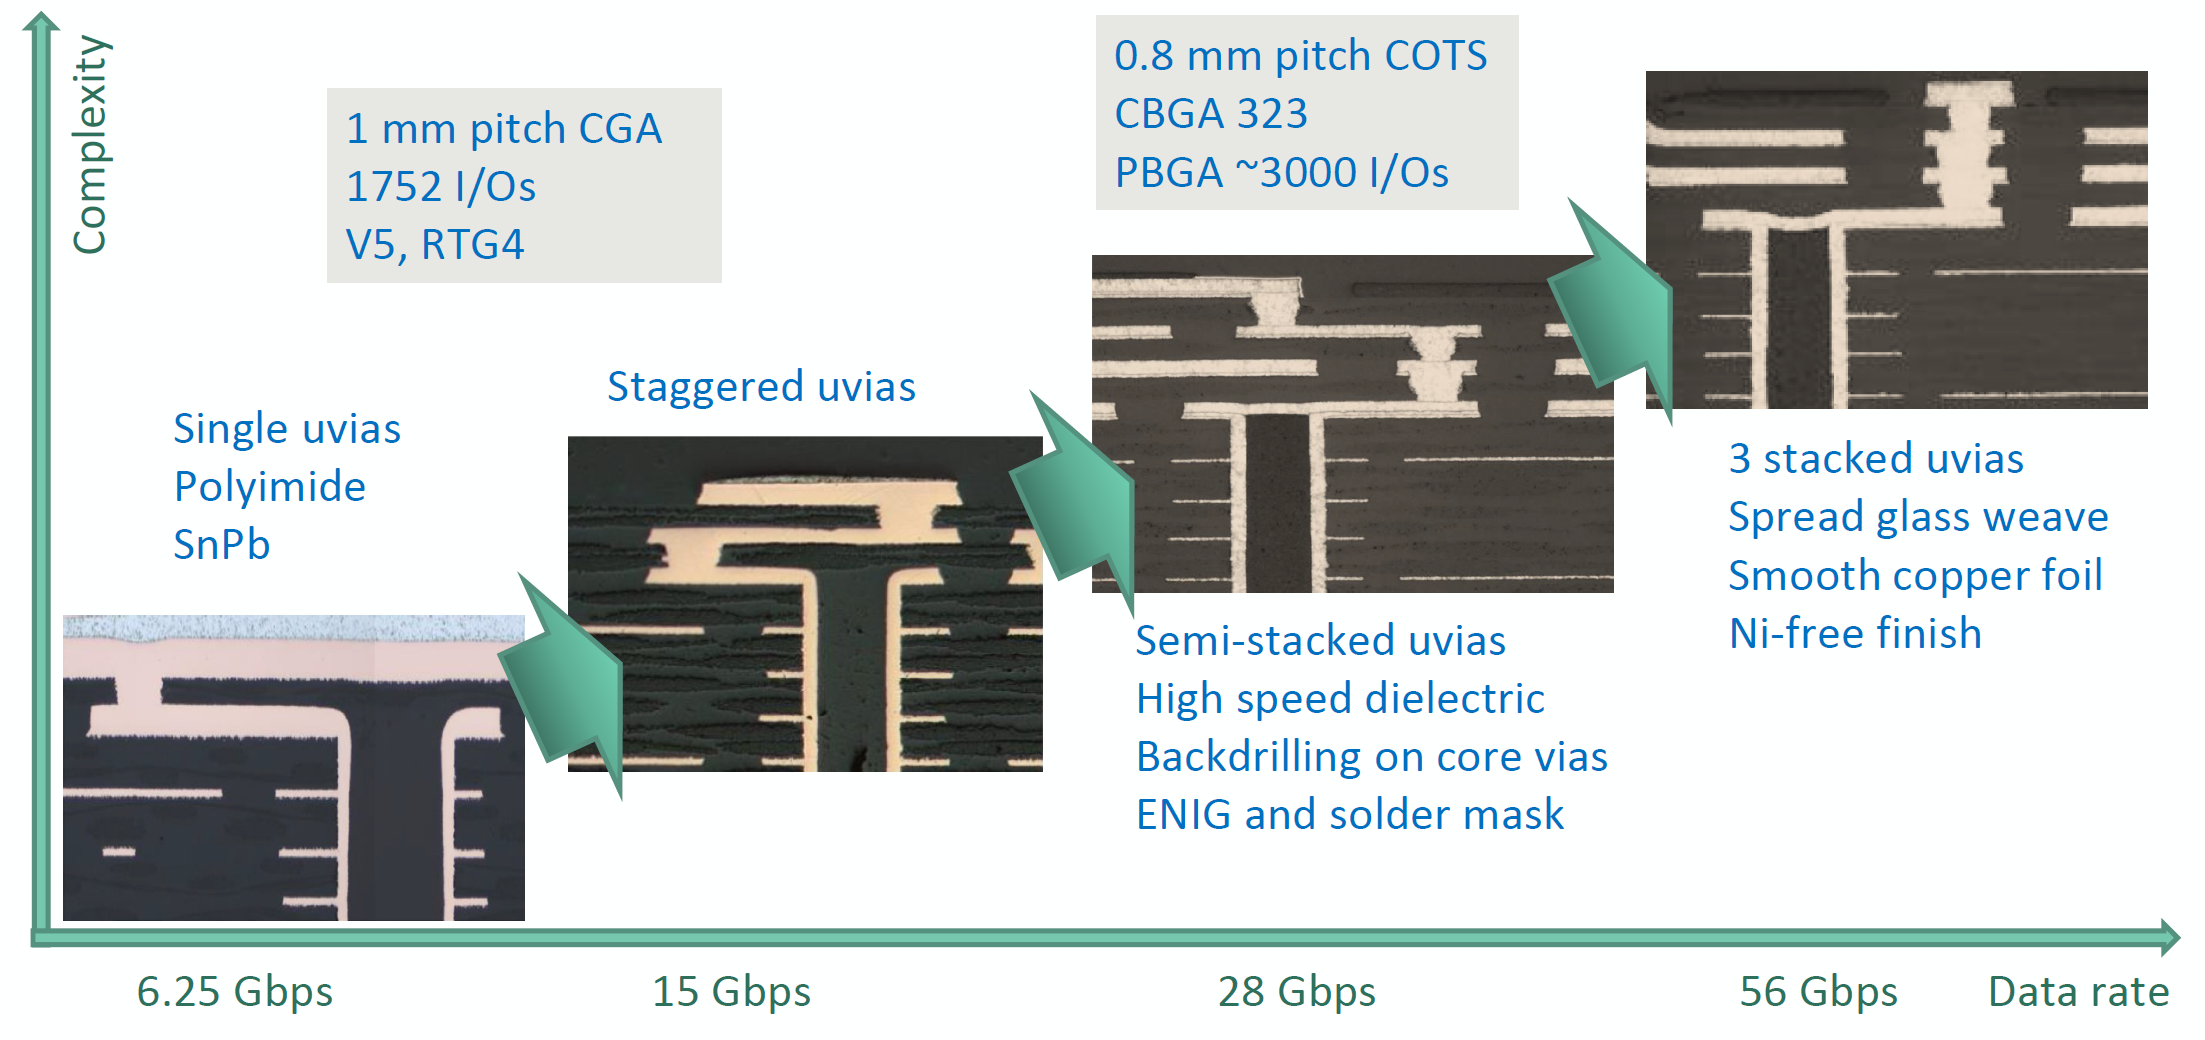 Complexity
1 mm pitch CGA
1752 I/Os
V5, RTG4
0.8 mm pitch COTS
CBGA 323
PBGA ~3000 I/Os
Single uvias
Polyimide
SnPb
Staggered uvias
Semi-stacked uvias
High speed dielectric
Backdrilling on core vias
ENIG and solder mask
3 stacked uvias
Spread glass weave
Smooth copper foil
Ni-free finish
6.25 Gbps
15 Gbps
28 Gbps
56 Gbps
Data rate